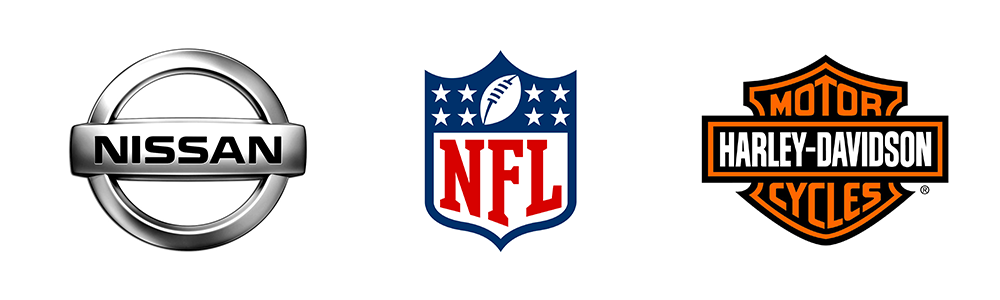 NISSAN
NFL
MOTOR
HARLEY-DAVIDSON
CYCLES
®